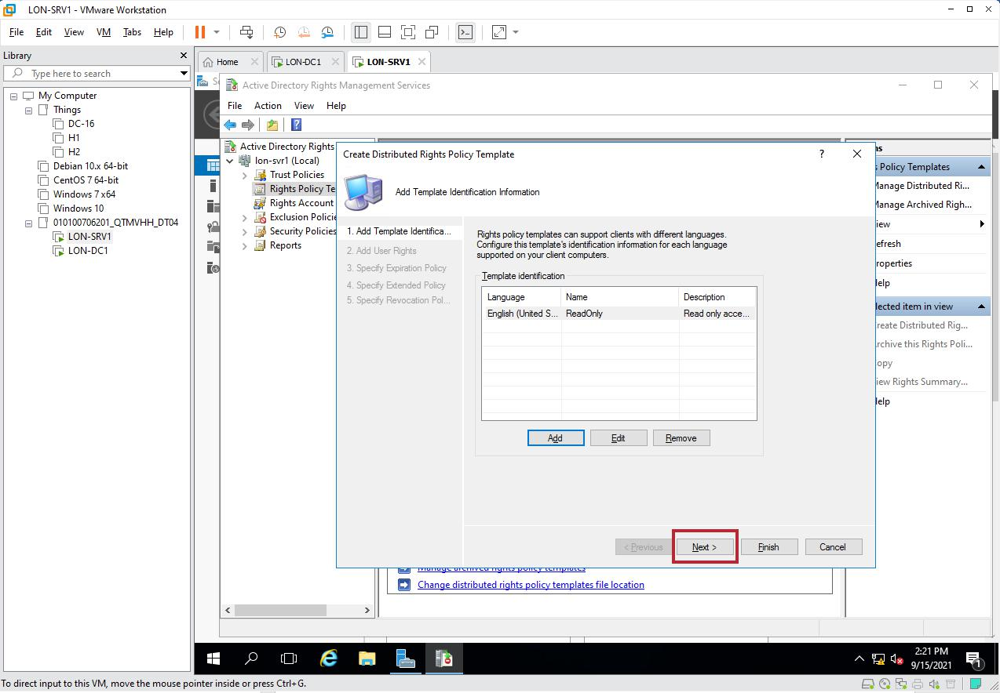 LON-SRV1 - VMware Workstation
File Edit View VM Tabs Help
Library
Type here to search
My Computer
Things
DC-16
H1
H2
Debian 10.x 64-bit
CentOS 7 64-bit
Windows 7 x64
Windows 10
010100706201_QTMVHH_DT04
LON-SRV1
LON-DC1
Home LON-DC1 LON-SRV1
Active Directory Rights Management Services
File Action View Help
Active Directory Rights
lon-svr1 (Local)
Trust Policies
Rights Policy Te
Rights Account
Exclusion Policie
Security Policies
Reports
Create Distributed Rights Policy Template
?
Add Template Identification Information
1. Add Template Identifica...
2. Add User Rights
3. Specify Expiration Policy
4. Specify Extended Policy
5. Specify Revocation Pol...
Rights policy templates can support clients with different languages.
Configure this template's identification information for each language
supported on your client computers.
Template identification
Language Name Description
English (United S... ReadOnly Read only acce...
Add Edit Remove
< Previous Next > Finish Cancel
Manage archived rights policy templates
Change distributed rights policy templates file location
ns
s Policy Templates
Manage Distributed Ri...
Manage Archived Righ...
iew
efresh
roperties
elp
lected item in view
reate Distributed Rig...
rchive this Rights Poli...
opy
iew Rights Summary...
elp
2:21 PM
9/15/2021
1
To direct input to this VM, move the mouse pointer inside or press Ctrl+G.